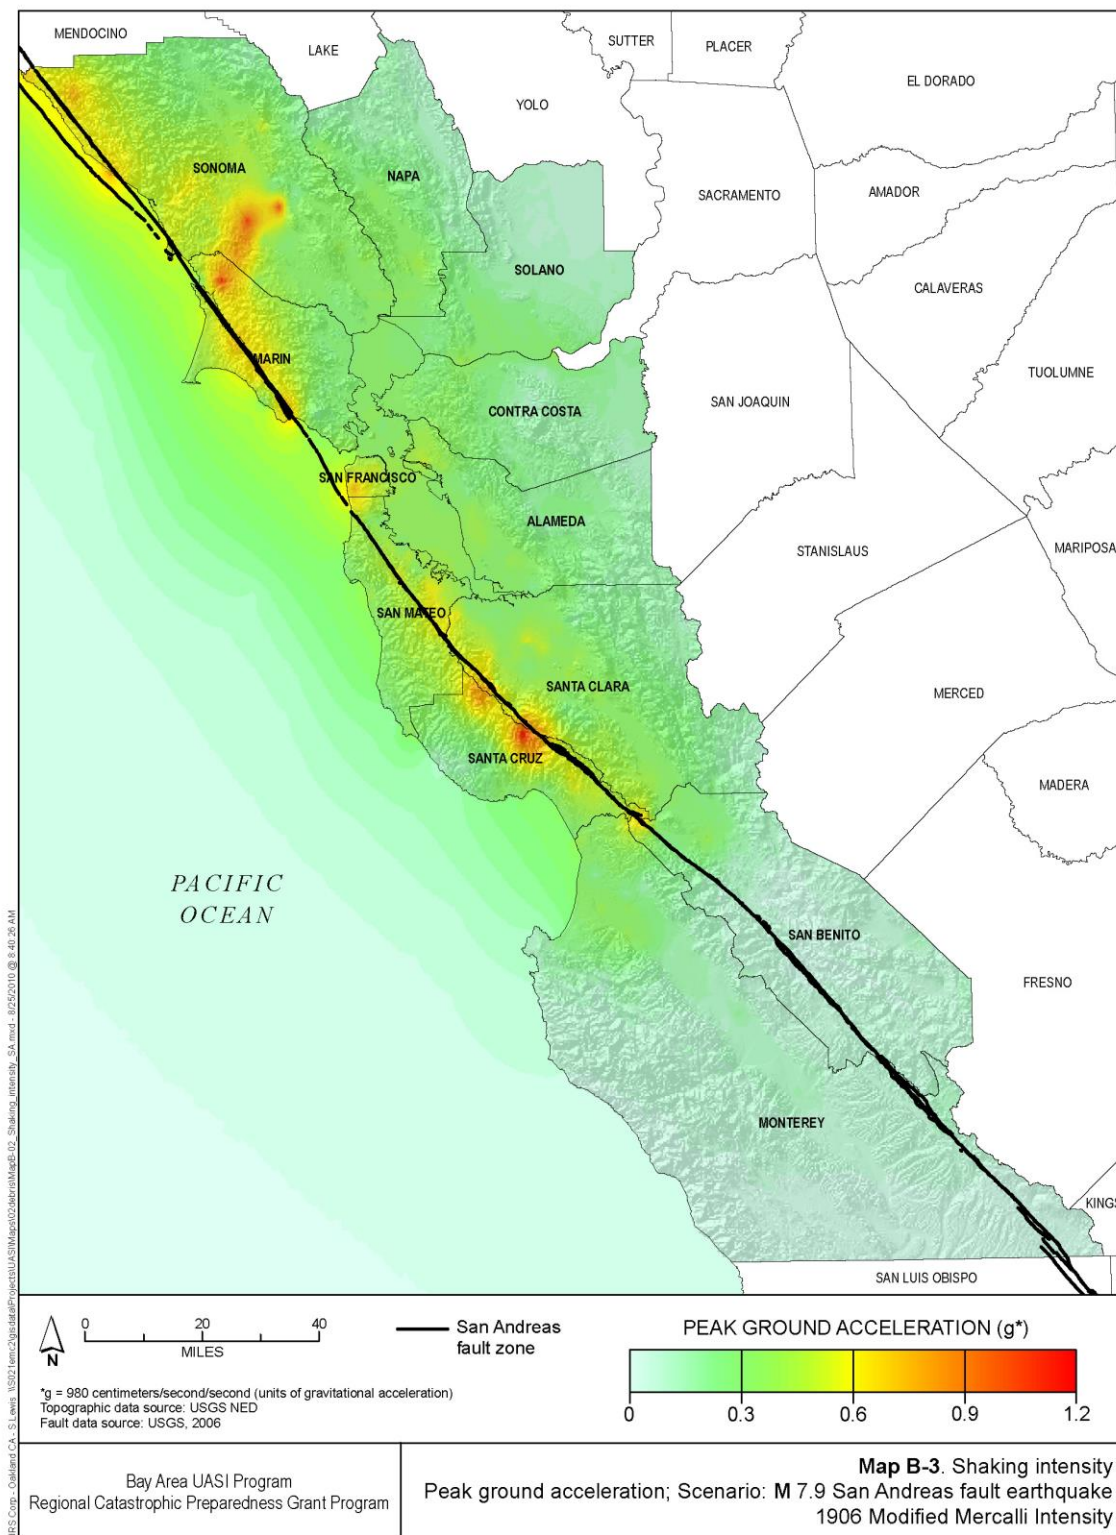 MENDOCINO
LAKE
SUTTER
PLACER
EL DORADO
YOLO
SONOMA
NAPA
SACRAMENTO
AMADOR
SOLANO
CALAVERAS
MARIN
TUOLUMNE
CONTRA COSTA
SAN JOAQUIN
SAN FRANCISCO
ALAMEDA
STANISLAUS
MARIPOSA
SAN MATEO
SANTA CLARA
MERCED
SANTA CRUZ
MADERA
PACIFIC
OCEAN
SAN BENITO
FRESNO
MONTEREY
KINGS
SAN LUIS OBISPO
N
0 20 40
MILES
San Andreas
fault zone
*g = 980 centimeters/second/second (units of gravitational acceleration)
Topographic data source: USGS NED
Fault data source: USGS, 2006
PEAK GROUND ACCELERATION (g*)
0 0.3 0.6 0.9 1.2
Bay Area UASI Program
Regional Catastrophic Preparedness Grant Program
Map B-3. Shaking intensity
Peak ground acceleration; Scenario: M 7.9 San Andreas fault earthquake
1906 Modified Mercalli Intensity